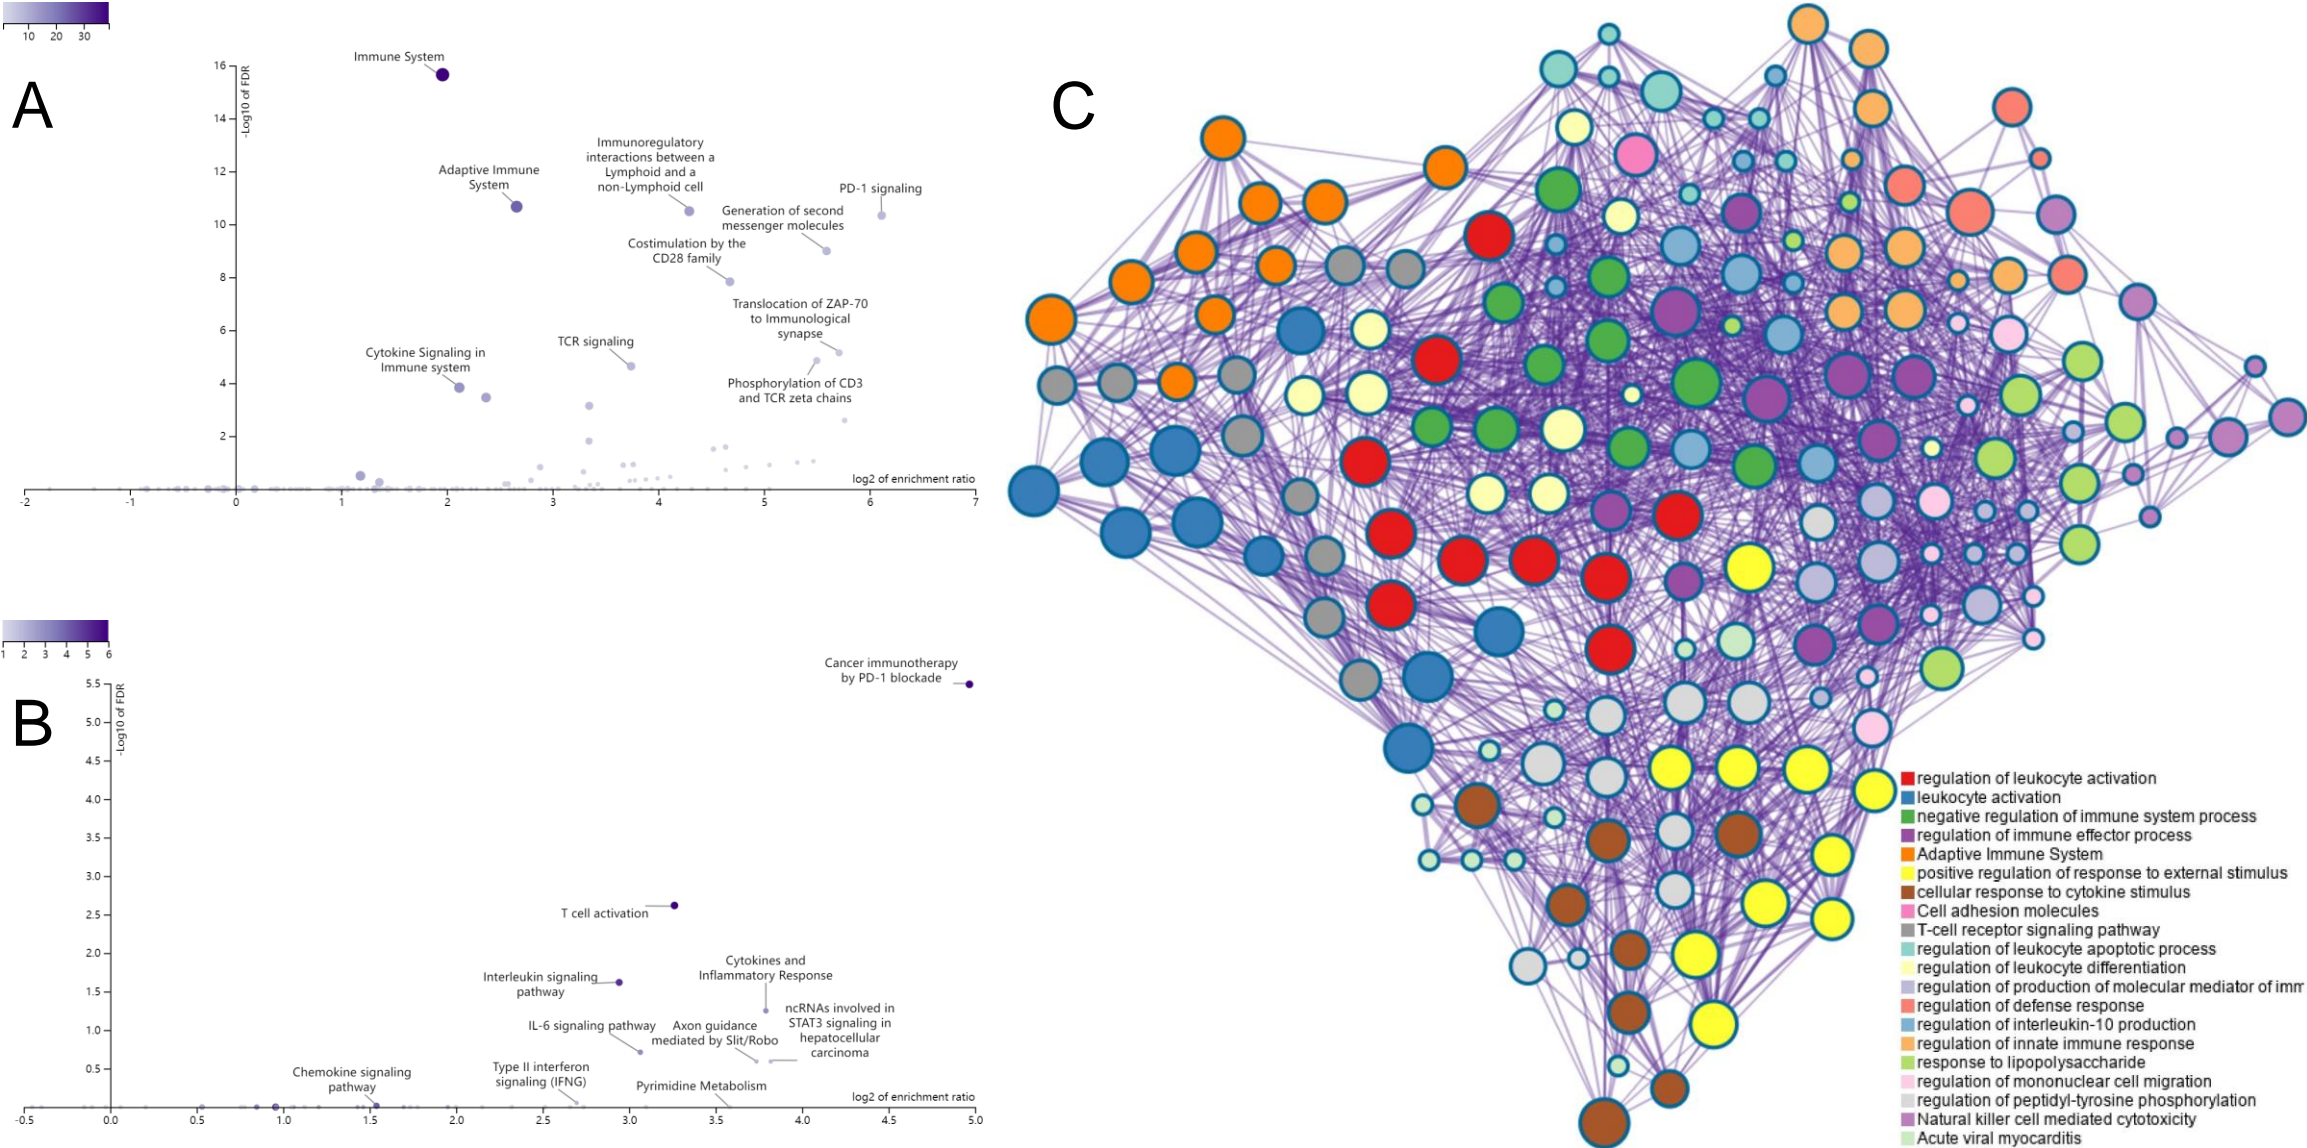 10 20 30
A
16
14
12
10
8
6
4
2
-Log10 of FDR
Immune System
Adaptive Immune
System
Immunoregulatory
interactions between a
Lymphoid and a
non-Lymphoid cell
PD-1 signaling
Generation of second
messenger molecules
Costimulation by the
CD28 family
Translocation of ZAP-70
to Immunological
synapse
TCR signaling
Cytokine Signaling in
Immune system
Phosphorylation of CD3
and TCR zeta chains
log2 of enrichment ratio
-2 -1 0 1 2 3 4 5 6 7
1 2 3 4 5 6
B
5.5
5.0
4.5
4.0
3.5
3.0
2.5
2.0
1.5
1.0
0.5
-Log10 of FDR
Cancer immunotherapy
by PD-1 blockade
T cell activation
Interleukin signaling
pathway
Cytokines and
Inflammatory Response
IL-6 signaling pathway
Axon guidance
mediated by Slit/Robo
ncRNAs involved in
STAT3 signaling in
hepatocellular
carcinoma
Chemokine signaling
pathway
Type II interferon
signaling (IFNG)
Pyrimidine Metabolism
log2 of enrichment ratio
-0.5 0.0 0.5 1.0 1.5 2.0 2.5 3.0 3.5 4.0 4.5 5.0
C
regulation of leukocyte activation
leukocyte activation
negative regulation of immune system process
regulation of immune effector process
Adaptive Immune System
positive regulation of response to external stimulus
cellular response to cytokine stimulus
Cell adhesion molecules
T-cell receptor signaling pathway
regulation of leukocyte apoptotic process
regulation of leukocyte differentiation
regulation of production of molecular mediator of imm
regulation of defense response
regulation of interleukin-10 production
regulation of innate immune response
response to lipopolysaccharide
regulation of mononuclear cell migration
regulation of peptidyl-tyrosine phosphorylation
Natural killer cell mediated cytotoxicity
Acute viral myocarditis